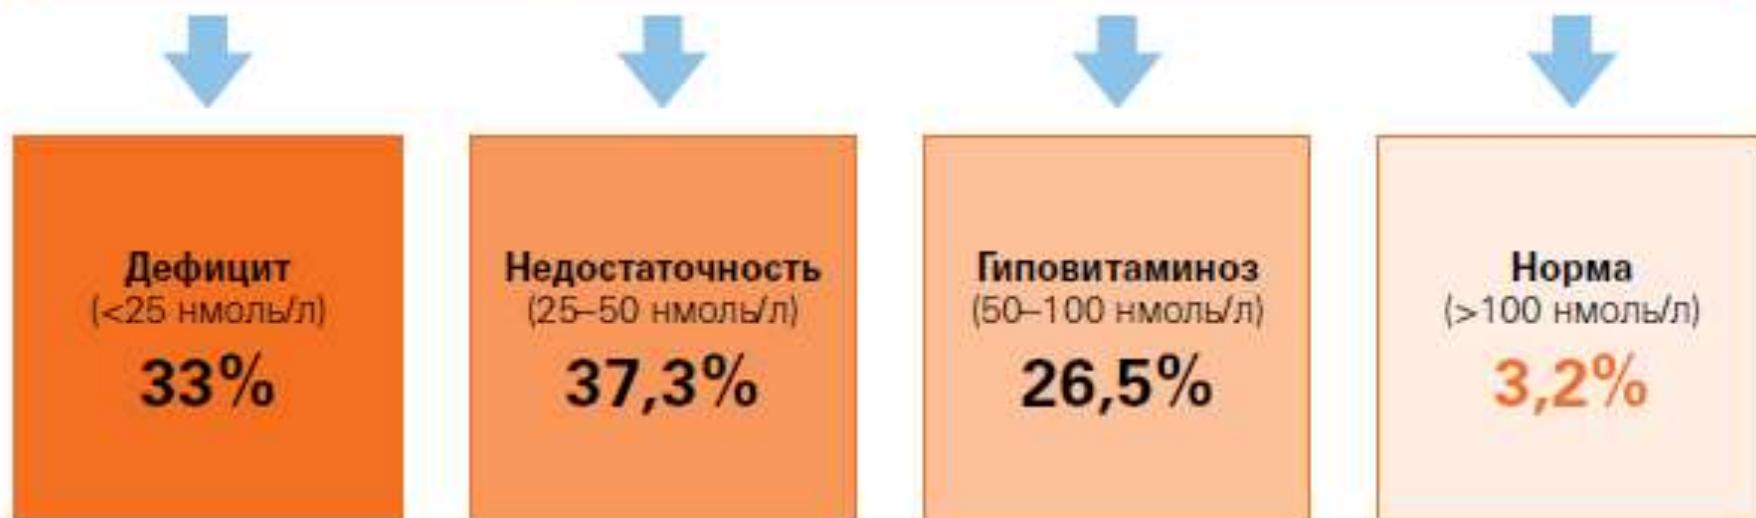 Дефицит
(<25 нмоль/л)
33%
Недостаточность
(25–50 нмоль/л)
37,3%
Гиповитаминоз
(50–100 нмоль/л)
26,5%
Норма
(>100 нмоль/л)
3,2%